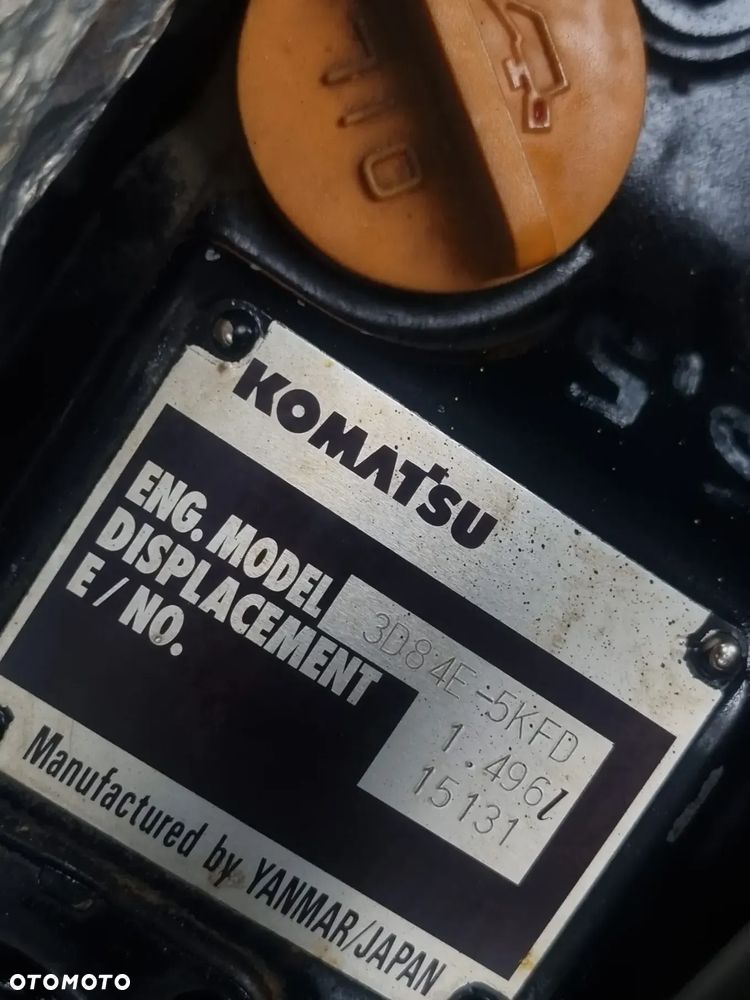 OIL
KOMATSU
ENG. MODEL 3D84E-5KFD
DISPLACEMENT 1.496l
E/NO. 15131
Manufactured by YANMAR/JAPAN
OTOMOTO